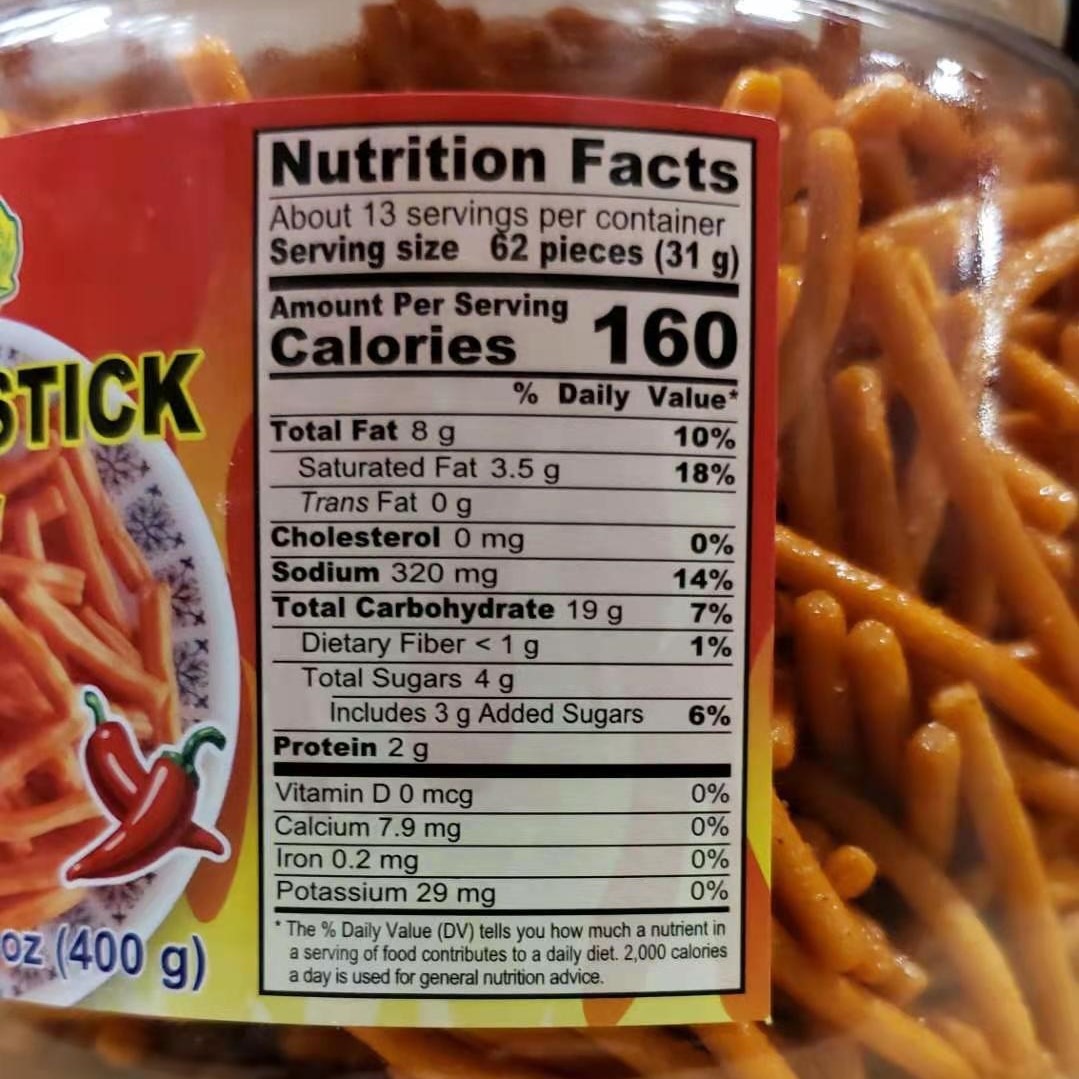 STICK
oz (400 g)
Nutrition Facts
About 13 servings per container
Serving size 62 pieces (31 g)
Amount Per Serving
Calories 160
% Daily Value*
Total Fat 8 g 10%
Saturated Fat 3.5 g 18%
Trans Fat 0 g
Cholesterol 0 mg 0%
Sodium 320 mg 14%
Total Carbohydrate 19 g 7%
Dietary Fiber < 1 g 1%
Total Sugars 4 g
Includes 3 g Added Sugars 6%
Protein 2 g
Vitamin D 0 mcg 0%
Calcium 7.9 mg 0%
Iron 0.2 mg 0%
Potassium 29 mg 0%
* The % Daily Value (DV) tells you how much a nutrient in
a serving of food contributes to a daily diet. 2,000 calories
a day is used for general nutrition advice.